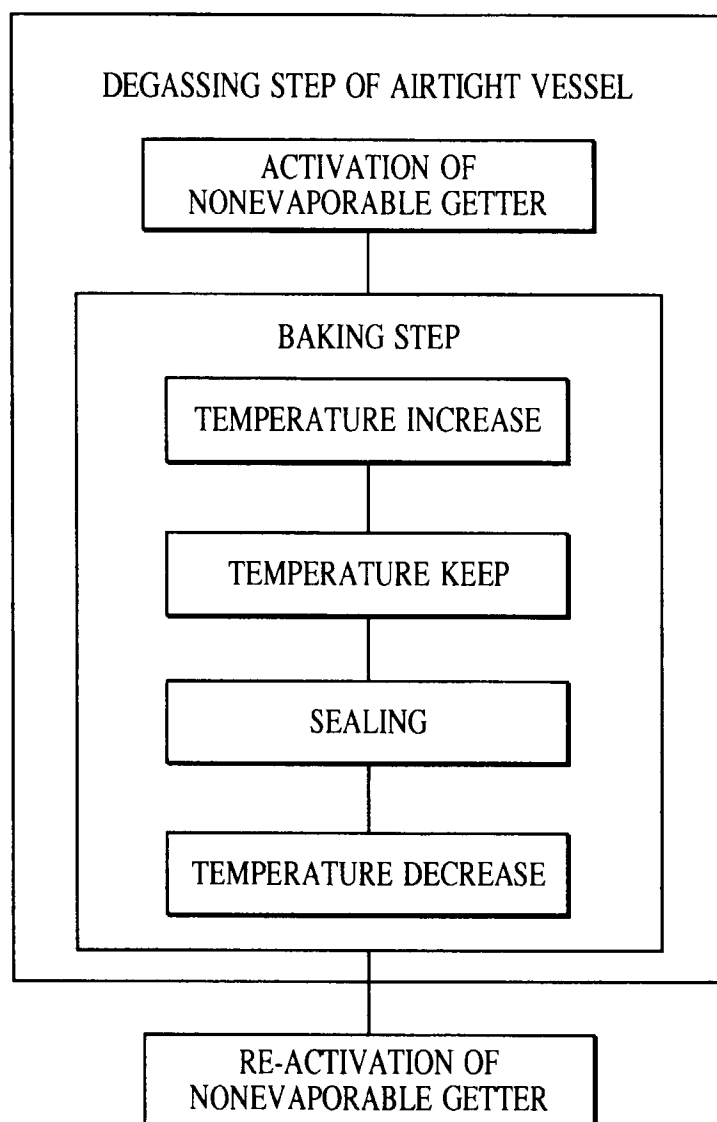 DEGASSING STEP OF AIRTIGHT VESSEL
ACTIVATION OF
NONEVAPORABLE GETTER
BAKING STEP
TEMPERATURE INCREASE
TEMPERATURE KEEP
SEALING
TEMPERATURE DECREASE
RE-ACTIVATION OF
NONEVAPORABLE GETTER